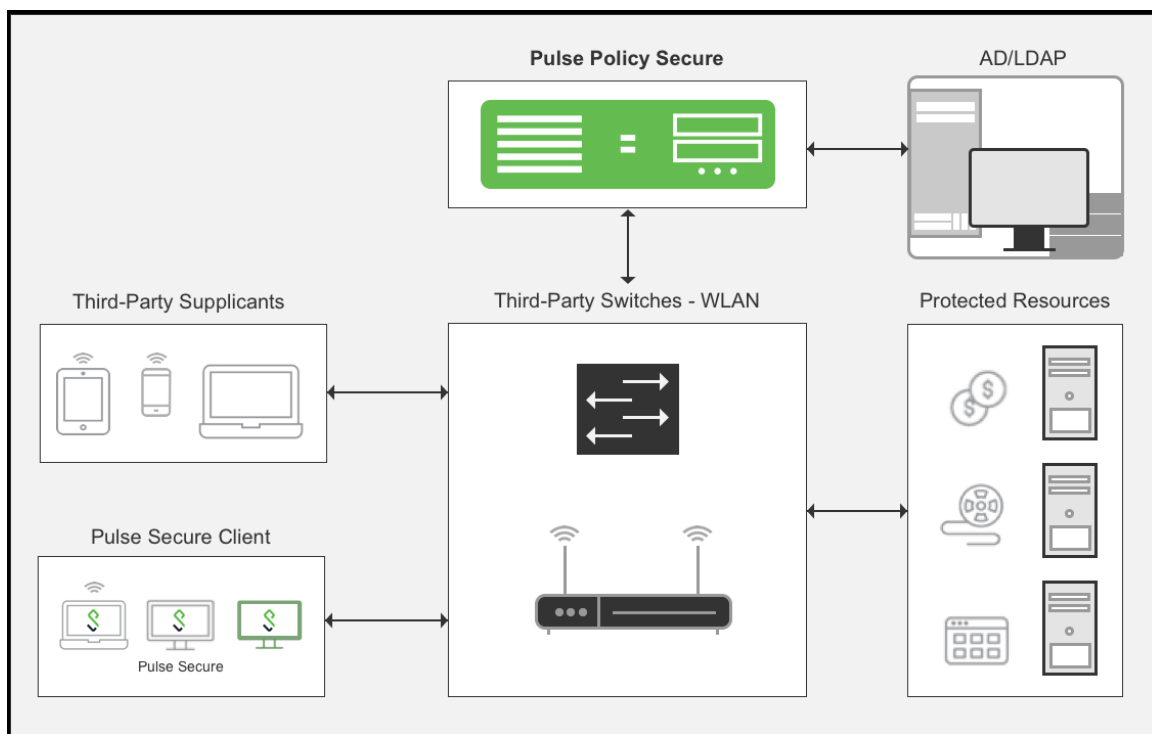 Pulse Policy Secure
AD/LDAP
Third-Party Supplicants
Third-Party Switches - WLAN
Protected Resources
$
$
Pulse Secure Client
Pulse Secure